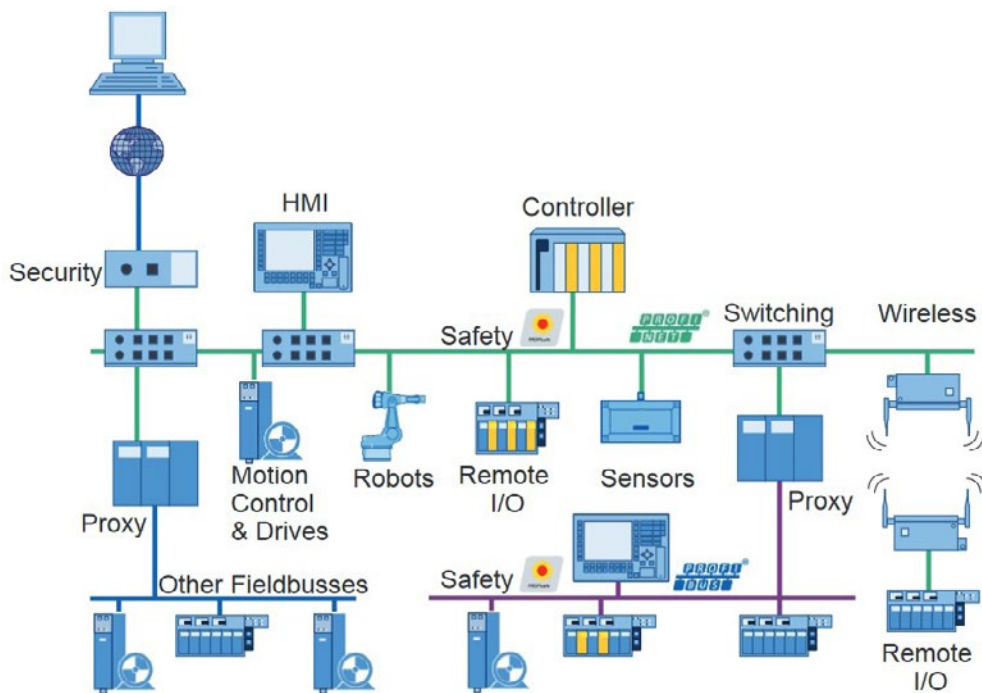 HMI
Controller
Security
Safety
PROFI
NET
Switching
Wireless
Motion
Control
& Drives
Robots
Remote
I/O
Sensors
Proxy
Proxy
Other Fieldbusses
Safety
PROFI
BUS
Remote
I/O